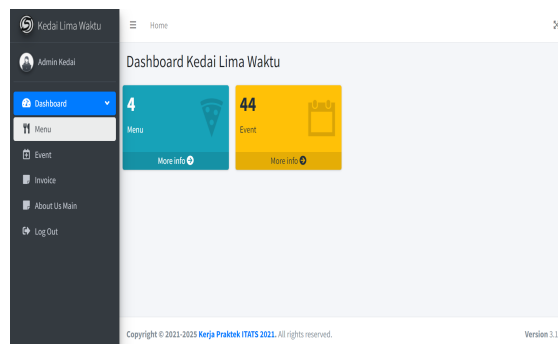 Kedai Lima Waktu
Home
Admin Kedai
Dashboard Kedai Lima Waktu
Dashboard
Menu
Event
Invoice
About Us Main
Log Out
4
Menu
More info
44
Event
More info
Copyright © 2021-2025 Kerja Praktek ITATS 2021. All rights reserved.
Version 3.1